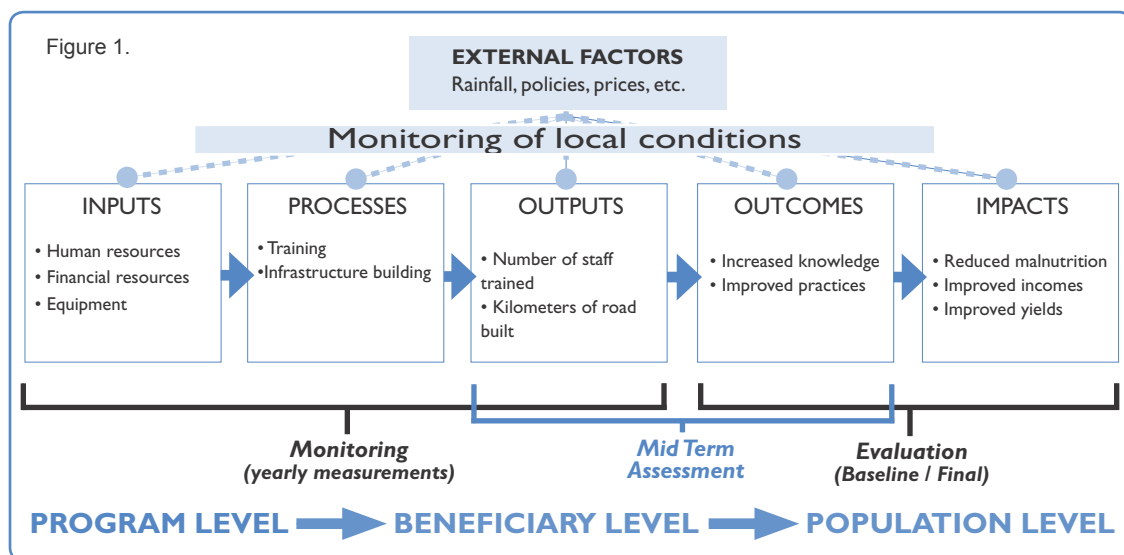 Figure 1.
EXTERNAL FACTORS
Rainfall, policies, prices, etc.
Monitoring of local conditions
INPUTS
• Human resources
• Financial resources
• Equipment
PROCESSES
• Training
•Infrastructure building
OUTPUTS
• Number of staff
trained
• Kilometers of road
built
OUTCOMES
• Increased knowledge
• Improved practices
IMPACTS
• Reduced malnutrition
• Improved incomes
• Improved yields
Monitoring
(yearly measurements)
Mid Term
Assessment
Evaluation
(Baseline / Final)
PROGRAM LEVEL
BENEFICIARY LEVEL
POPULATION LEVEL